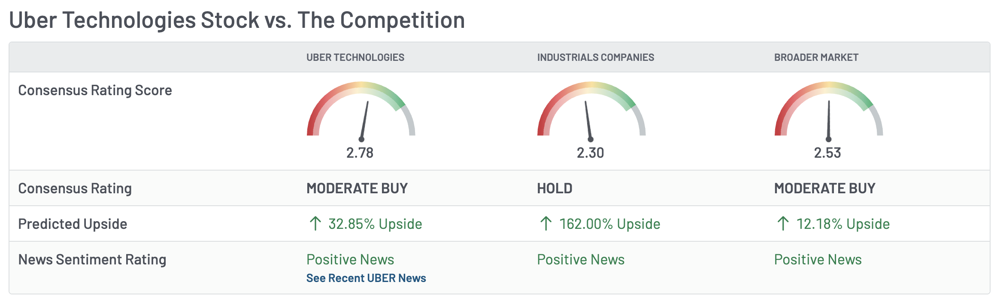 Uber Technologies Stock vs. The Competition
UBER TECHNOLOGIES INDUSTRIALS COMPANIES BROADER MARKET
Consensus Rating Score
2.78 2.30 2.53
Consensus Rating MODERATE BUY HOLD MODERATE BUY
Predicted Upside ↑ 32.85% Upside ↑ 162.00% Upside ↑ 12.18% Upside
News Sentiment Rating Positive News Positive News Positive News
See Recent UBER News